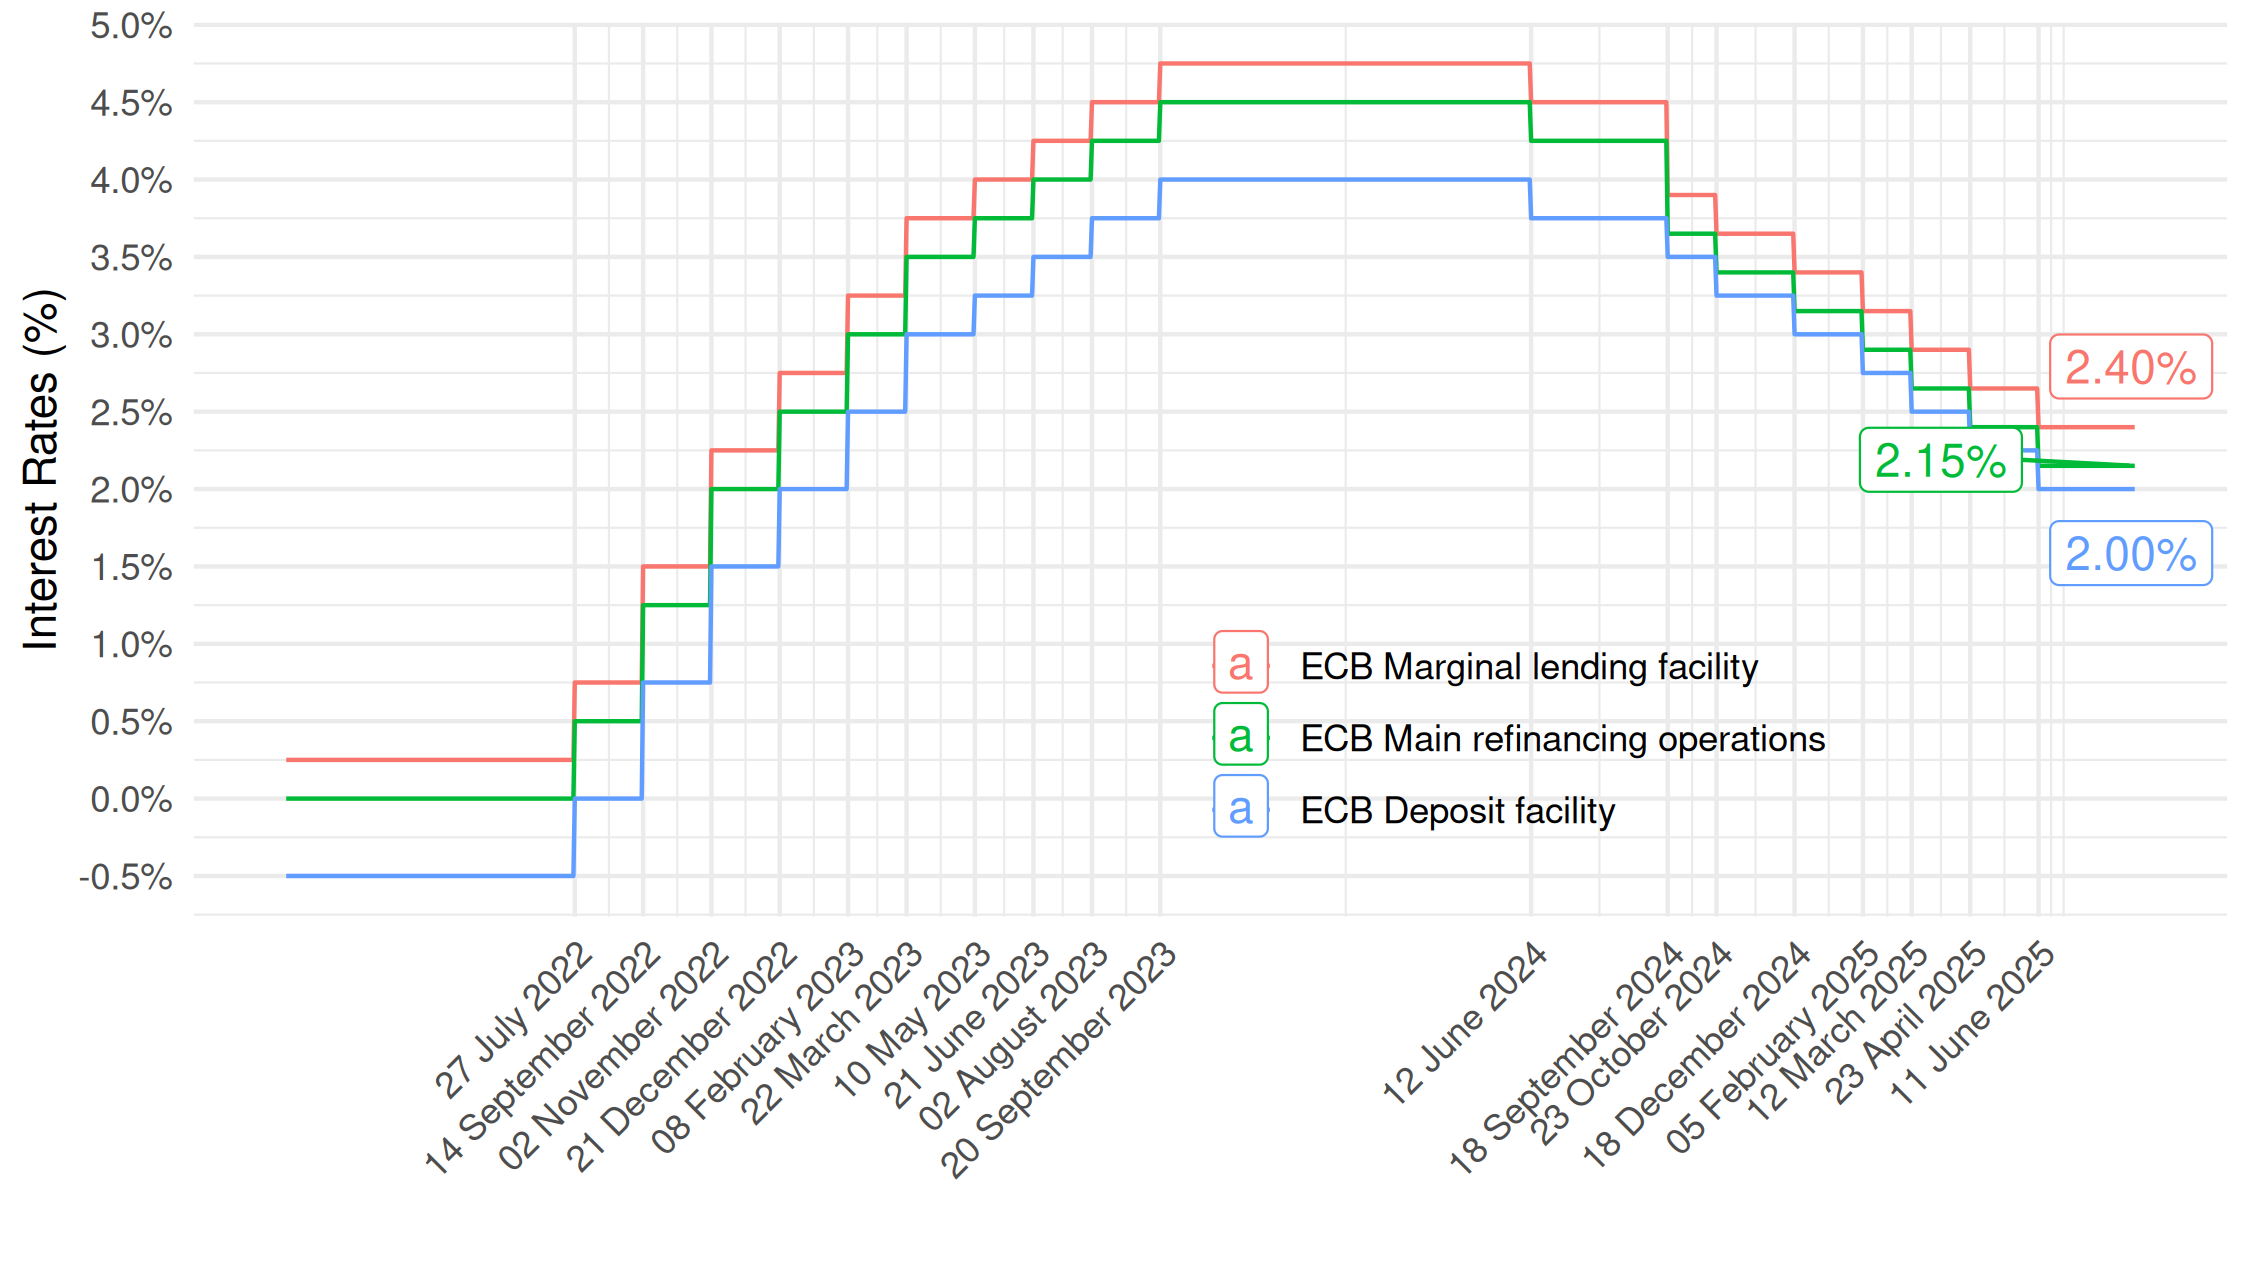 5.0%
4.5%
4.0%
3.5%
3.0%
2.5%
2.0%
1.5%
1.0%
0.5%
0.0%
-0.5%
Interest Rates (%)
2.40%
2.15%
2.00%
a ECB Marginal lending facility
a ECB Main refinancing operations
a ECB Deposit facility
27 July 2022
14 September 2022
02 November 2022
21 December 2022
08 February 2023
22 March 2023
10 May 2023
21 June 2023
02 August 2023
20 September 2023
12 June 2024
18 September 2024
23 October 2024
18 December 2024
05 February 2025
12 March 2025
23 April 2025
11 June 2025